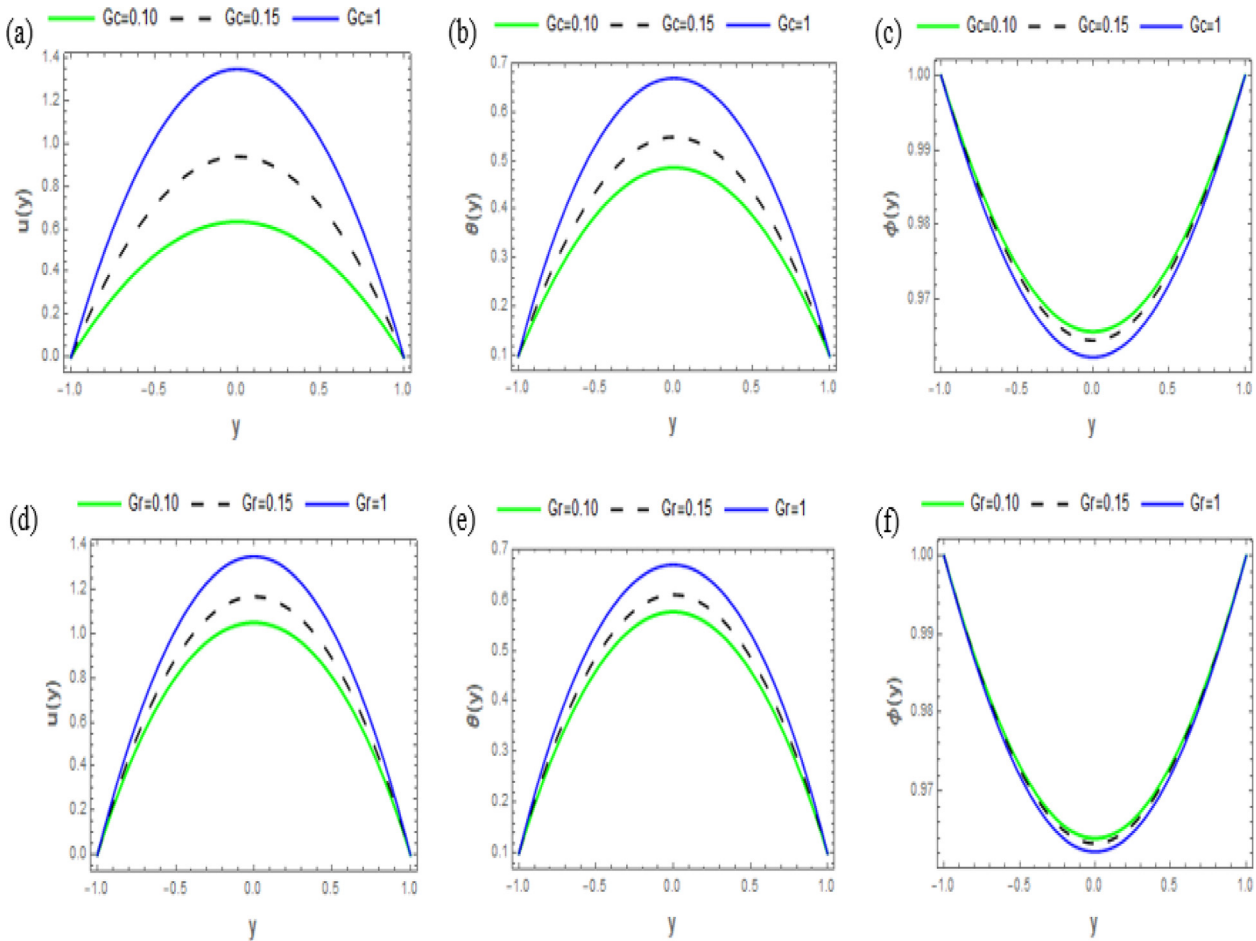 (a) Gc=0.10 Gc=0.15 Gc=1
1.4
1.2
1.0
0.8
0.6
0.4
0.2
0.0
u(y)
-1.0 -0.5 0.0 0.5 1.0
y
(b) Gc=0.10 Gc=0.15 Gc=1
0.7
0.6
0.5
0.4
0.3
0.2
0.1
θ(y)
-1.0 -0.5 0.0 0.5 1.0
y
(c) Gc=0.10 Gc=0.15 Gc=1
1.00
0.99
0.98
0.97
ϕ(y)
-1.0 -0.5 0.0 0.5 1.0
y
(d) Gr=0.10 Gr=0.15 Gr=1
1.4
1.2
1.0
0.8
0.6
0.4
0.2
0.0
u(y)
-1.0 -0.5 0.0 0.5 1.0
y
(e) Gr=0.10 Gr=0.15 Gr=1
0.7
0.6
0.5
0.4
0.3
0.2
0.1
θ(y)
-1.0 -0.5 0.0 0.5 1.0
y
(f) Gr=0.10 Gr=0.15 Gr=1
1.00
0.99
0.98
0.97
ϕ(y)
-1.0 -0.5 0.0 0.5 1.0
y